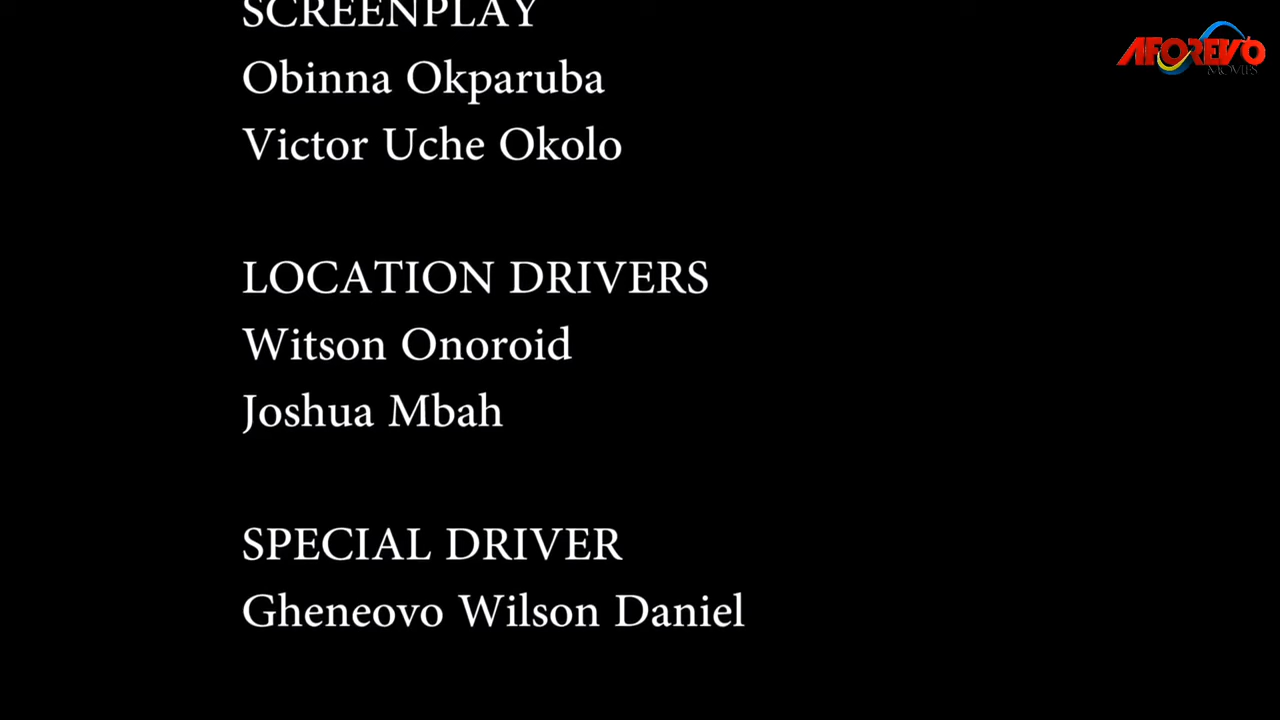 SCREENPLAY
Obinna Okparuba
Victor Uche Okolo
LOCATION DRIVERS
Witson Onoroid
Joshua Mbah
SPECIAL DRIVER
Gheneovo Wilson Daniel
AFOREVO
MOVIES